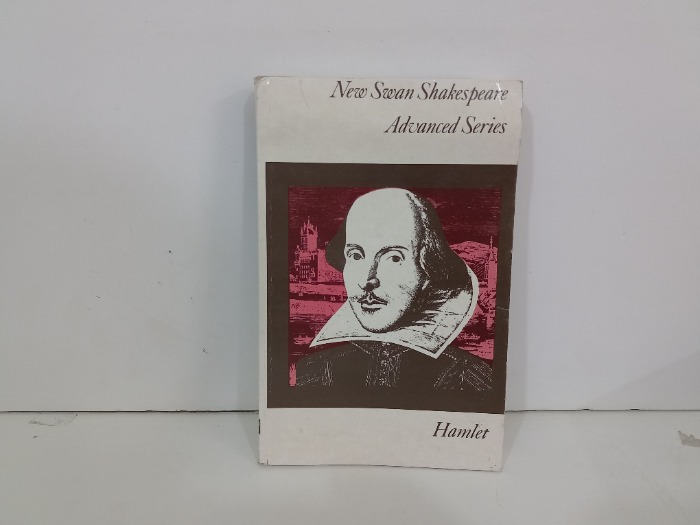 New Swan Shakespeare
Advanced Series
Hamlet